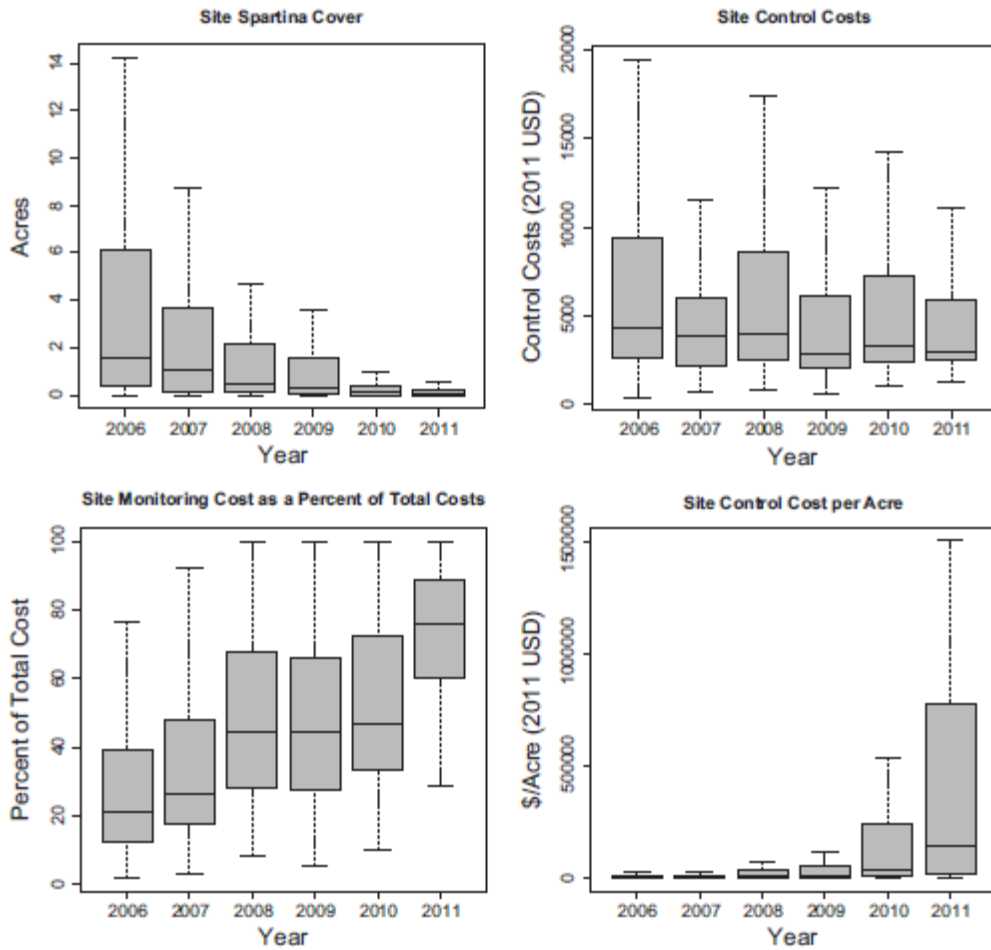 Site Spartina Cover
Acres
14
12
10
8
6
4
2
0
2006 2007 2008 2009 2010 2011
Year
Site Control Costs
Control Costs (2011 USD)
20000
15000
10000
5000
0
2006 2007 2008 2009 2010 2011
Year
Site Monitoring Cost as a Percent of Total Costs
Percent of Total Cost
100
80
60
40
20
0
2006 2007 2008 2009 2010 2011
Year
Site Control Cost per Acre
$/Acre (2011 USD)
1500000
1000000
500000
0
2006 2007 2008 2009 2010 2011
Year